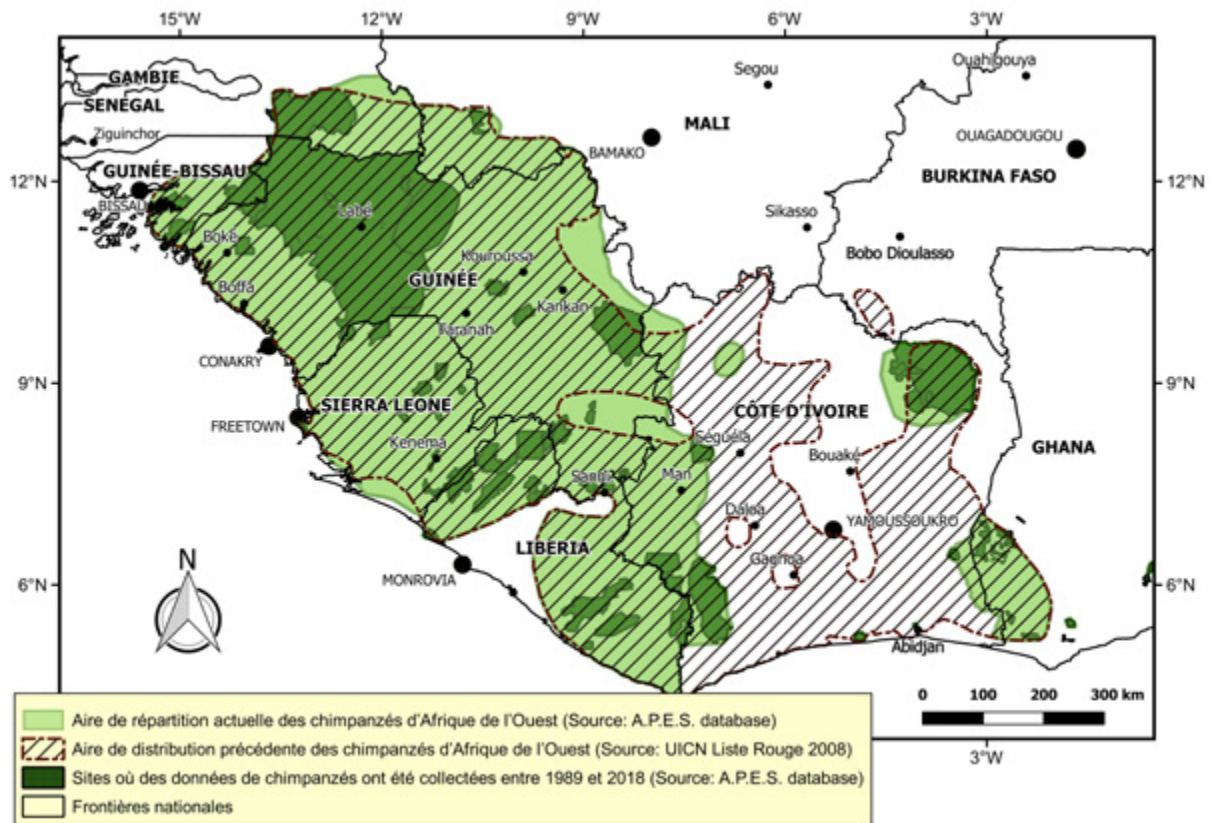 15°W 12°W 9°W 6°W 3°W
Ouahigouya
Segou
GAMBIE
SENÉGAL
MALI
Ziguinchor
OUAGADOUGOU
BAMAKO
GUINÉE-BISSAU
BURKINA FASO
12°N 12°N
BISSAU
Labé
Sikasso
Boké
Bobo Dioulasso
Kouroussa
GUINÉE
Boffa
Kankan
Faranah
CONAKRY
9°N 9°N
SIERRA LEONE
CÔTE D'IVOIRE
FREETOWN
Séguéla
GHANA
Kenema
Bouaké
Man
Daloa
YAMOUSSOUKRO
LIBERIA
Gagnoa
N
MONROVIA
6°N 6°N
Abidjan
0 100 200 300 km
Aire de répartition actuelle des chimpanzés d'Afrique de l'Ouest (Source: A.P.E.S. database)
Aire de distribution précédente des chimpanzés d'Afrique de l'Ouest (Source: UICN Liste Rouge 2008)
3°W
Sites où des données de chimpanzés ont été collectées entre 1989 et 2018 (Source: A.P.E.S. database)
Frontières nationales